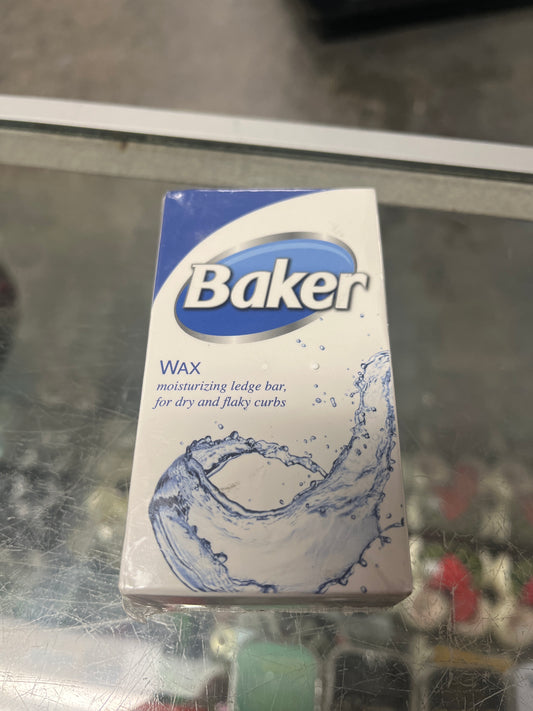 Baker
WAX
moisturizing ledge bar,
for dry and flaky curbs